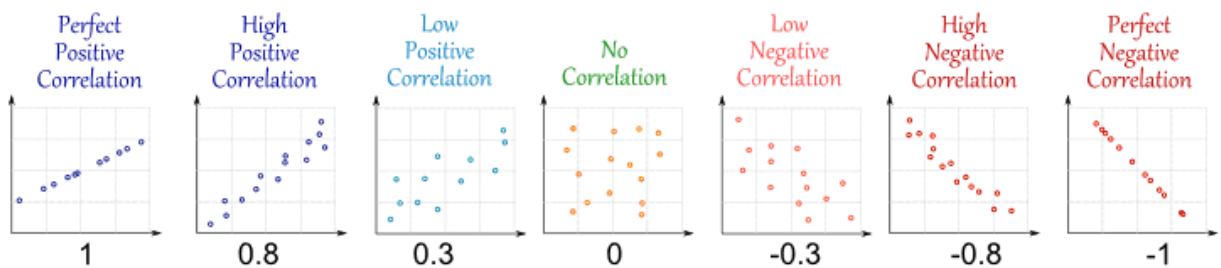 Perfect
Positive
Correlation
High
Positive
Correlation
Low
Positive
Correlation
No
Correlation
Low
Negative
Correlation
High
Negative
Correlation
Perfect
Negative
Correlation
1
0.8
0.3
0
-0.3
-0.8
-1